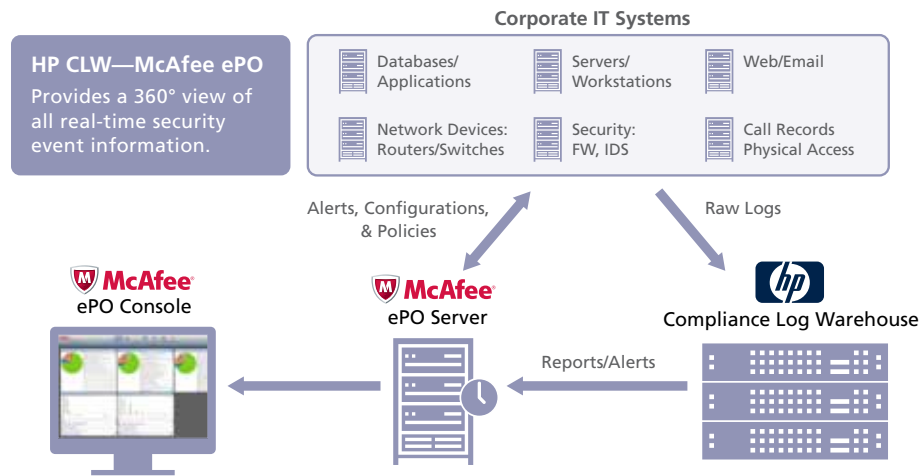 Corporate IT Systems
HP CLW—McAfee ePO
Provides a 360° view of
all real-time security
event information.
Databases/
Applications
Servers/
Workstations
Web/Email
Network Devices:
Routers/Switches
Security:
FW, IDS
Call Records
Physical Access
Alerts, Configurations,
& Policies
Raw Logs
McAfee®
ePO Console
McAfee®
ePO Server
hp
Compliance Log Warehouse
Reports/Alerts